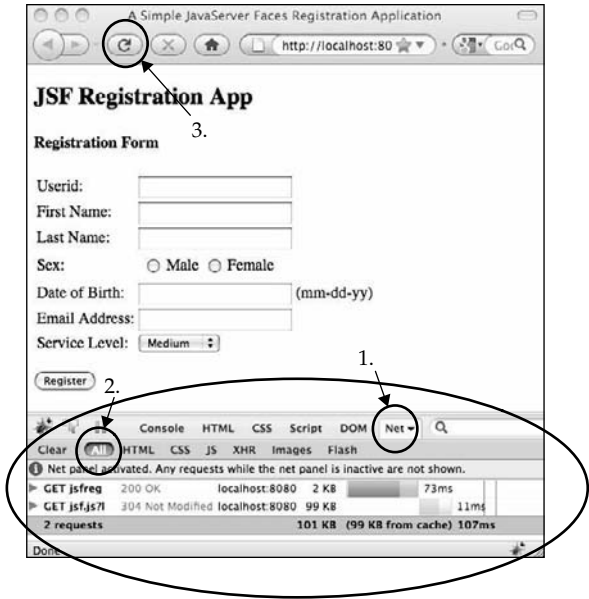 A Simple JavaServer Faces Registration Application
http://localhost:80
JSF Registration App
3.
Registration Form
Userid:
First Name:
Last Name:
Sex: Male Female
Date of Birth: (mm-dd-yy)
Email Address:
Service Level: Medium
1.
Register
2.
Console HTML CSS Script DOM Net
Clear All HTML CSS JS XHR Images Flash
Net panel activated. Any requests while the net panel is inactive are not shown.
GET jsfreg 200 OK localhost:8080 2 KB 73ms
GET jsf.js?l 304 Not Modified localhost:8080 99 KB 11ms
2 requests 101 KB (99 KB from cache) 107ms
Done